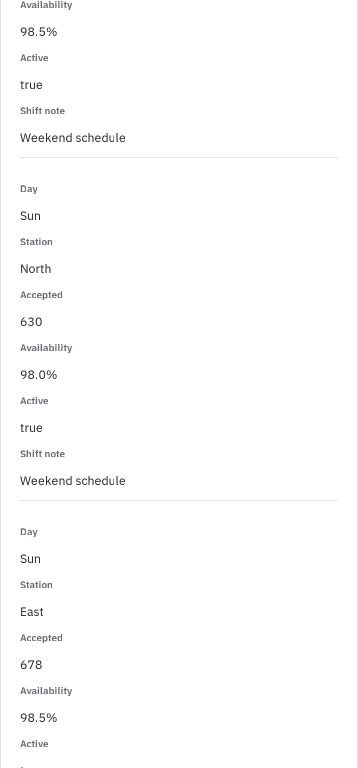 Availability
98.5%
Active
true
Shift note
Weekend schedule
Day
Sun
Station
North
Accepted
630
Availability
98.0%
Active
true
Shift note
Weekend schedule
Day
Sun
Station
East
Accepted
678
Availability
98.5%
Active